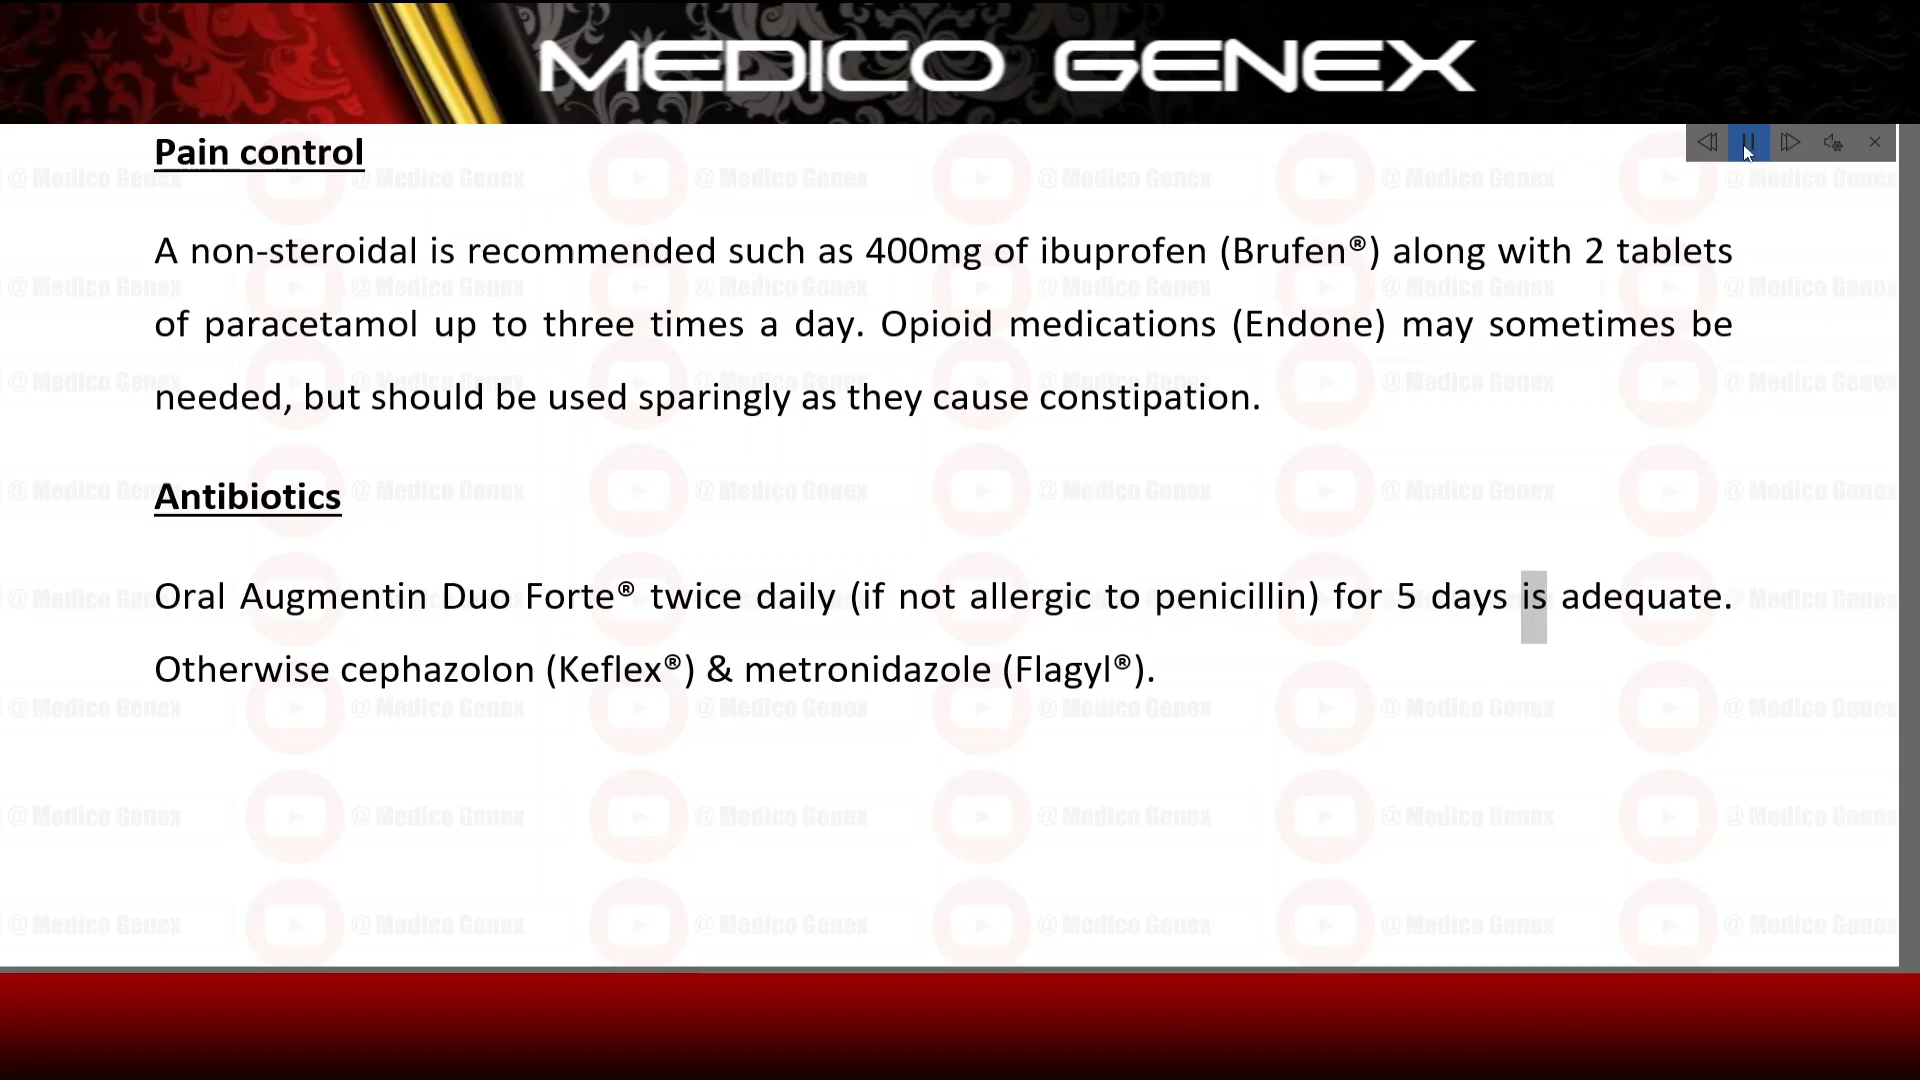 MEDICO GENEX
Pain control
A non-steroidal is recommended such as 400mg of ibuprofen (Brufen®) along with 2 tablets
of paracetamol up to three times a day. Opioid medications (Endone) may sometimes be
needed, but should be used sparingly as they cause constipation.
Antibiotics
Oral Augmentin Duo Forte® twice daily (if not allergic to penicillin) for 5 days is adequate.
Otherwise cephazolon (Keflex®) & metronidazole (Flagyl®).
@ Medico Genex